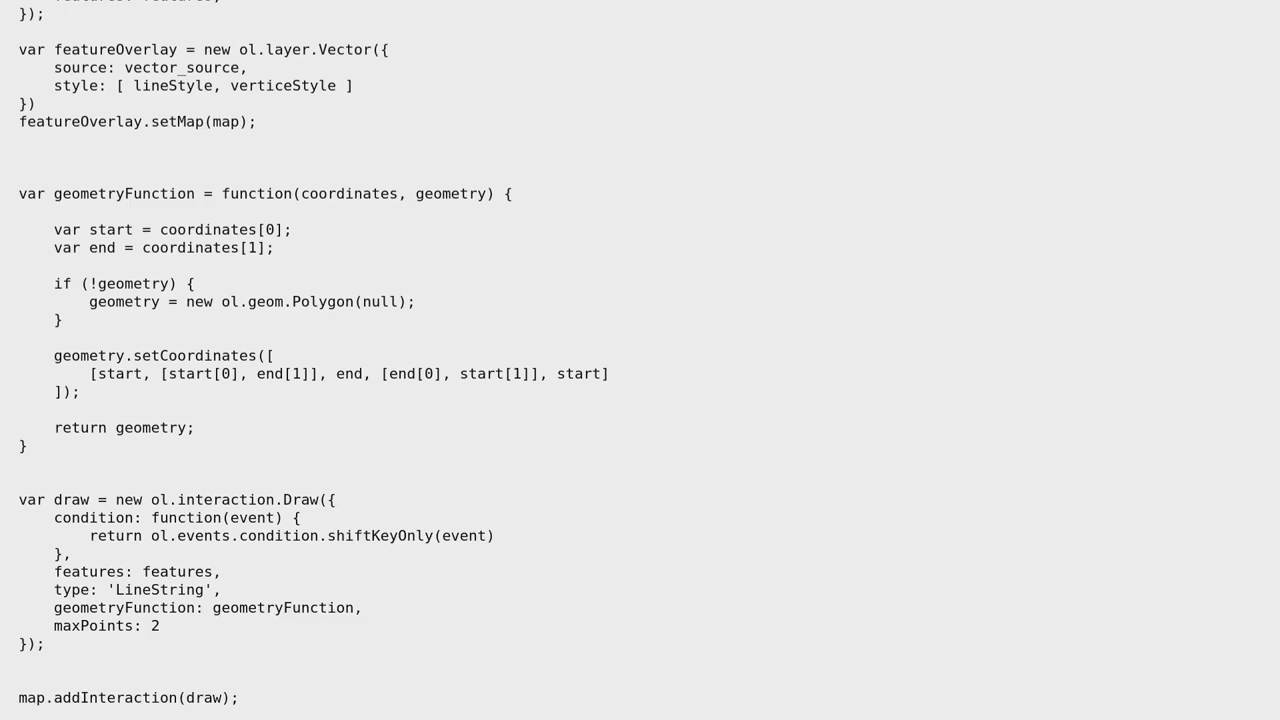 });
var featureOverlay = new ol.layer.Vector({
    source: vector_source,
    style: [ lineStyle, verticeStyle ]
})
featureOverlay.setMap(map);
var geometryFunction = function(coordinates, geometry) {
    var start = coordinates[0];
    var end = coordinates[1];
    if (!geometry) {
        geometry = new ol.geom.Polygon(null);
    }
    geometry.setCoordinates([
        [start, [start[0], end[1]], end, [end[0], start[1]], start]
    ]);
    return geometry;
}
var draw = new ol.interaction.Draw({
    condition: function(event) {
        return ol.events.condition.shiftKeyOnly(event)
    },
    features: features,
    type: 'LineString',
    geometryFunction: geometryFunction,
    maxPoints: 2
});
map.addInteraction(draw);